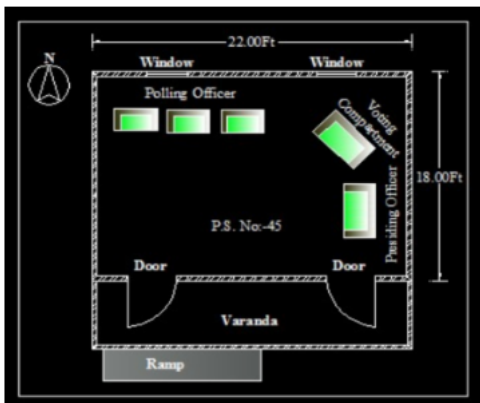 22.00Ft
N
Window
Window
Polling Officer
Voting
Compartment
18.00Ft
Presiding Officer
P.S. No:-45
Door
Door
Varanda
Ramp